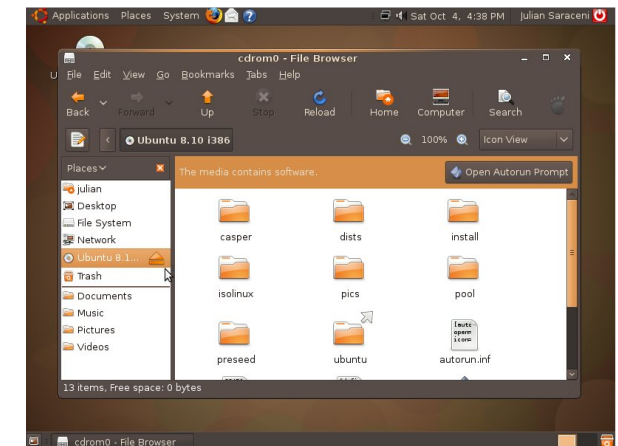 Applications Places System Sat Oct 4, 4:38 PM Julian Saraceni
cdrom0 - File Browser
File Edit View Go Bookmarks Tabs Help
Back Forward Up Stop Reload Home Computer Search
Ubuntu 8.10 i386 100% Icon View
Places
The media contains software. Open Autorun Prompt
julian
Desktop
File System
Network
Ubuntu 8.1...
Trash
Documents
Music
Pictures
Videos
casper dists install
isolinux pics pool
preseed ubuntu autorun.inf
13 items, Free space: 0 bytes
cdrom0 - File Browser